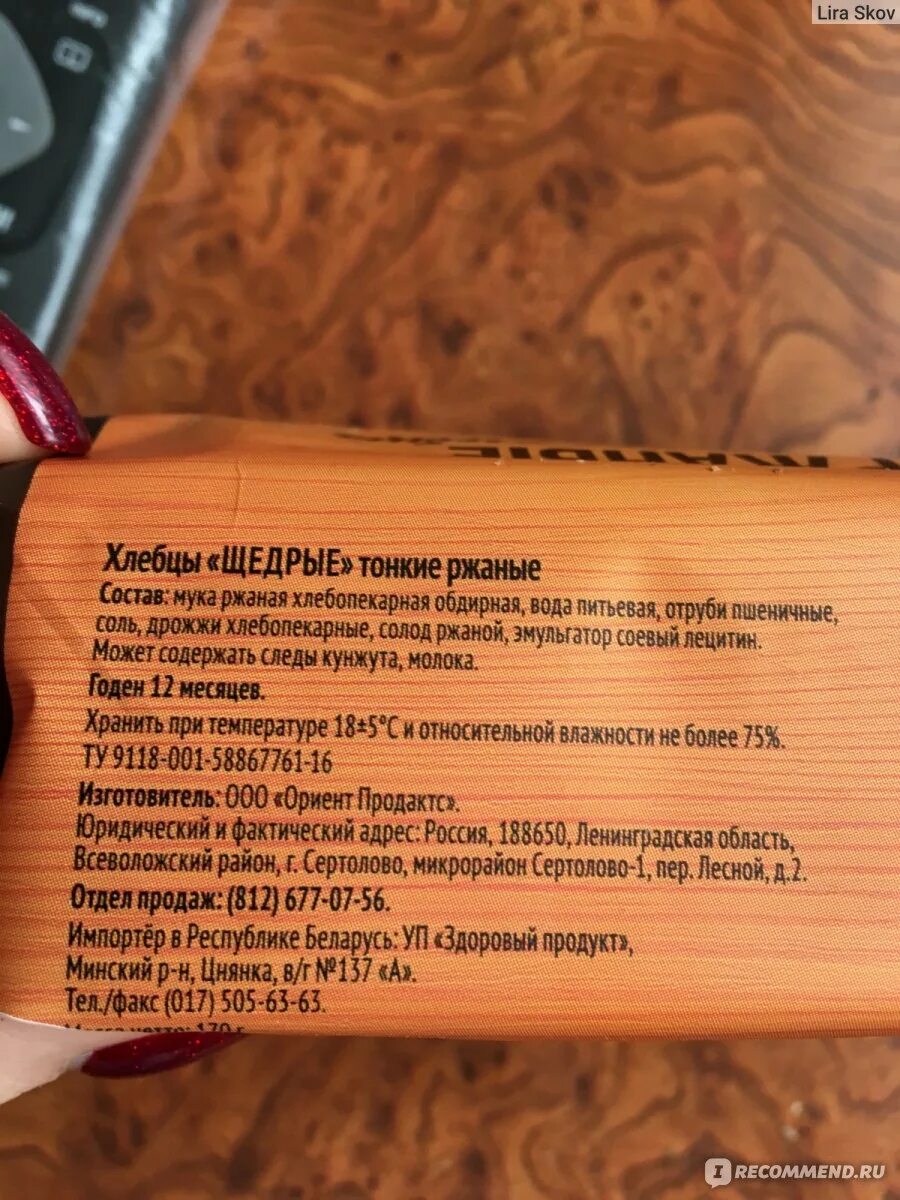 Lira Skov
Хлебцы «ЩЕДРЫЕ» тонкие ржаные
Состав: мука ржаная хлебопекарная обдирная, вода питьевая, отруби пшеничные,
соль, дрожжи хлебопекарные, солод ржаной, эмульгатор соевый лецитин.
Может содержать следы кунжута, молока.
Годен 12 месяцев.
Хранить при температуре 18±5°С и относительной влажности не более 75%.
ТУ 9118-001-58867761-16
Изготовитель: ООО «Ориент Продактс».
Юридический и фактический адрес: Россия, 188650, Ленинградская область,
Всеволожский район, г. Сертолово, микрорайон Сертолово-1, пер. Лесной, д.2.
Отдел продаж: (812) 677-07-56.
Импортёр в Республике Беларусь: УП «Здоровый продукт»,
Минский р-н, Цнянка, в/г №137 «А».
Тел./факс (017) 505-63-63.
Масса нетто: 170 г.
IRECOMMEND.RU